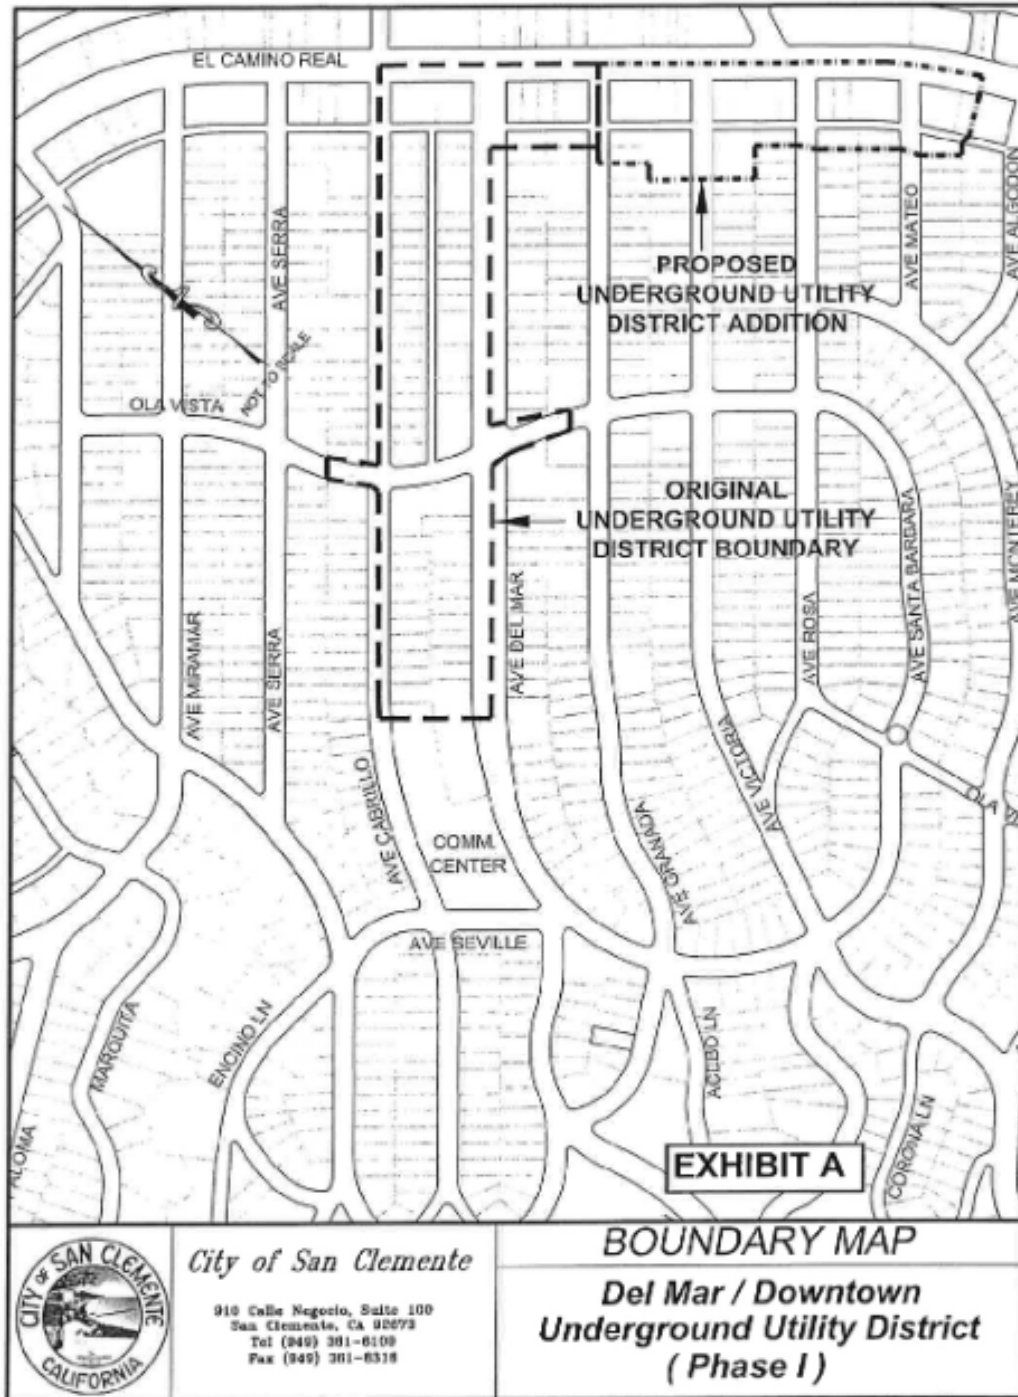 EL CAMINO REAL
AVE SERRA
AVE MATEO
AVE ALGODON
PROPOSED
UNDERGROUND UTILITY
DISTRICT ADDITION
NOT TO SCALE
OLA VISTA
ORIGINAL
UNDERGROUND UTILITY
DISTRICT BOUNDARY
AVE MIRAMAR
AVE SERRA
AVE DEL MAR
AVE ROSA
AVE SANTA BARBARA
AVE MONTEREY
AVE CABRILLO
AVE GRANADA
AVE VICTORIA
OLA
COMM.
CENTER
AVE SEVILLE
MARQUITA
ENCINO LN
ACEBO LN
CORONA LN
PALOMA
EXHIBIT A
CITY OF SAN CLEMENTE
CALIFORNIA
City of San Clemente
910 Calle Negocio, Suite 100
San Clemente, CA 92673
Tel (949) 361-6100
Fax (949) 361-8316
BOUNDARY MAP
Del Mar / Downtown
Underground Utility District
( Phase I )